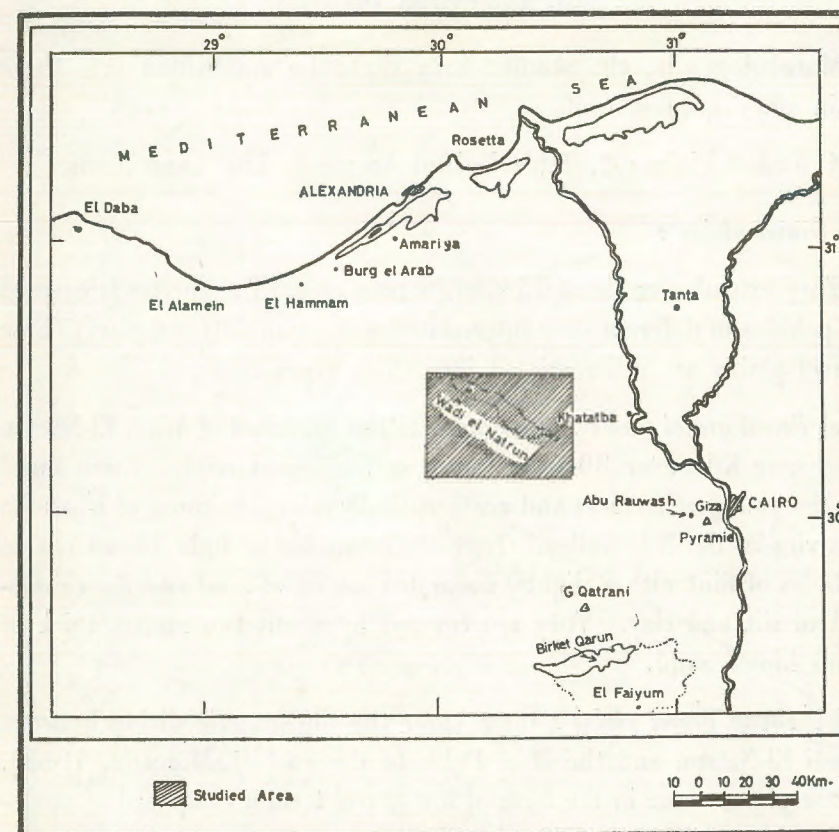 29°
30°
31°
MEDITERRANEAN SEA
Rosetta
ALEXANDRIA
El Daba
Amariya
31°
Burg el Arab
El Alamein
El Hammam
Tanta
Wadi el Natrun
Khatatba
Abu Rauwash
Giza
CAIRO
30°
Pyramid
G Qatrani
Birket Qarun
El Faiyum
Studied Area
10 0 10 20 30 40Km.